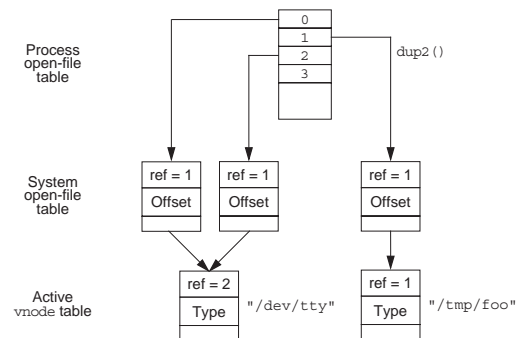 Process
open-file
table
0
1
2
3
dup2()
System
open-file
table
ref = 1
Offset
ref = 1
Offset
ref = 1
Offset
Active
vnode table
ref = 2
Type
"/dev/tty"
ref = 1
Type
"/tmp/foo"